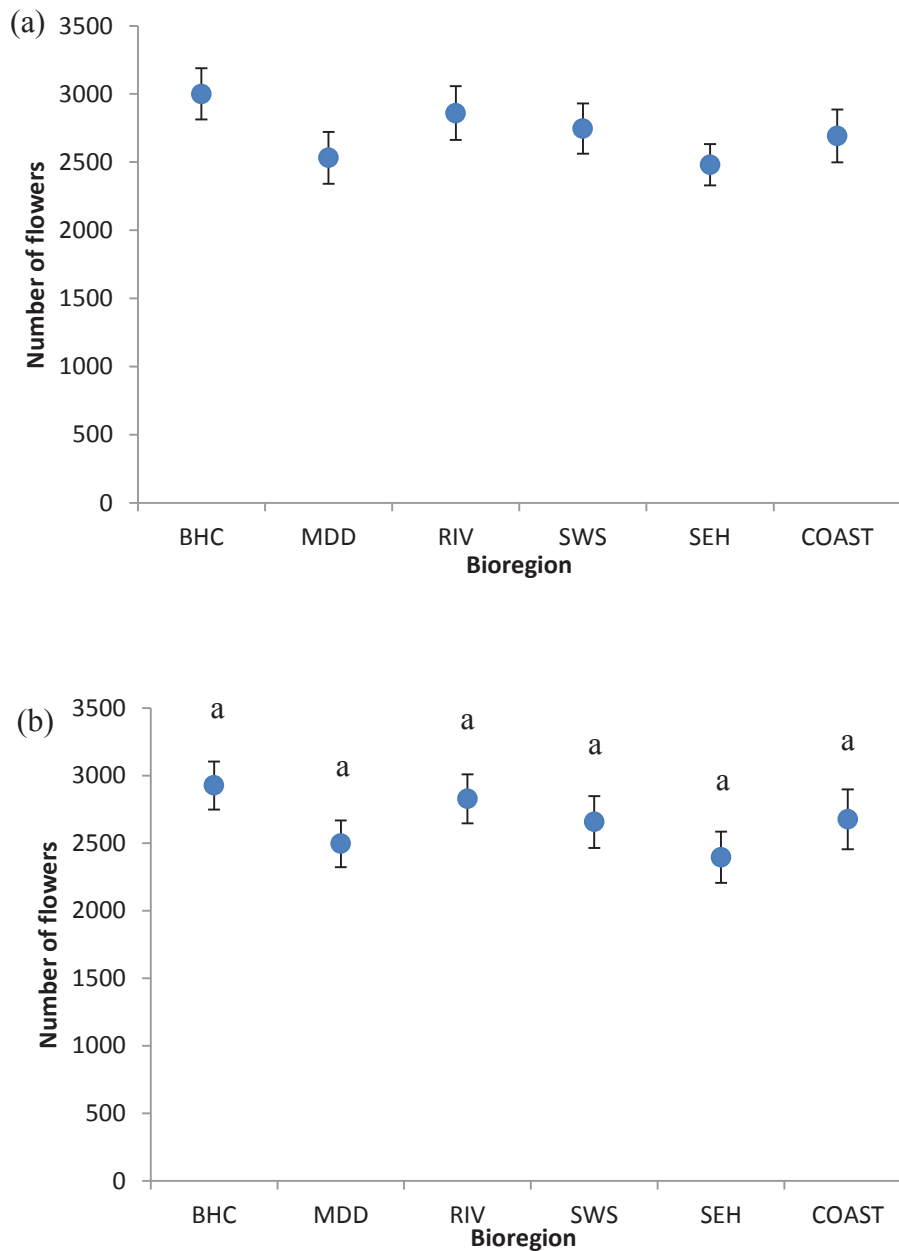 (a)
Number of flowers
3500
3000
2500
2000
1500
1000
500
0
BHC MDD RIV SWS SEH COAST
Bioregion
(b)
Number of flowers
3500
3000
2500
2000
1500
1000
500
0
a a a a a a
BHC MDD RIV SWS SEH COAST
Bioregion